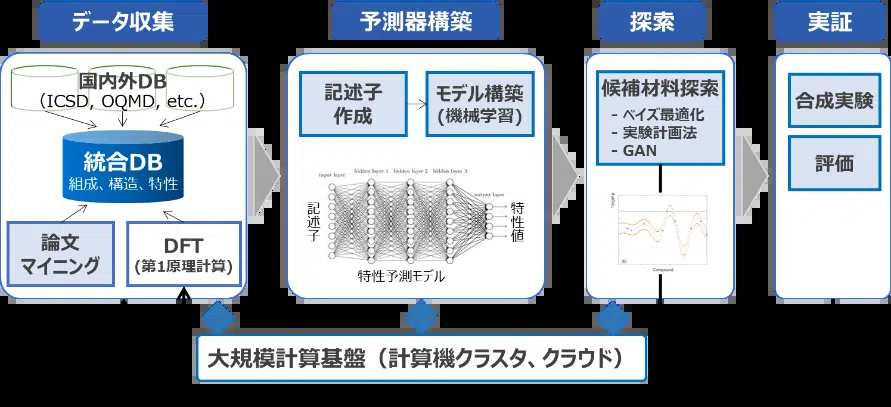 データ収集
国内外DB
(ICSD, OQMD, etc.)
統合DB
組成、構造、特性
論文
マイニング
DFT
(第1原理計算)
予測器構築
記述子
作成
モデル構築
(機械学習)
input layer
hidden layer 1
hidden layer 2
hidden layer 3
output layer
記述子
特性値
特性予測モデル
探索
候補材料探索
- ベイズ最適化
- 実験計画法
- GAN
Compound
実証
合成実験
評価
大規模計算基盤（計算機クラスタ、クラウド）